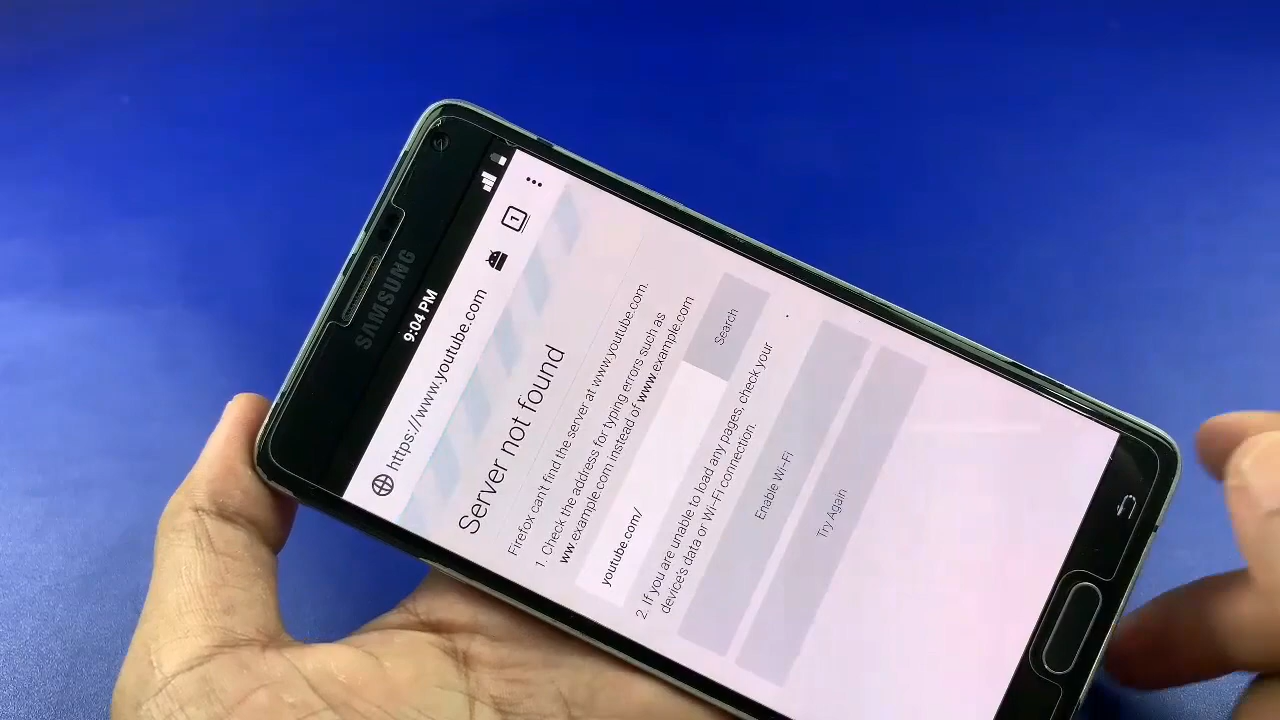 SAMSUNG
9:04 PM
1
https://www.youtube.com
Server not found
Firefox can't find the server at www.youtube.com.
1. Check the address for typing errors such as
ww.example.com instead of www.example.com
youtube.com/
Search
2. If you are unable to load any pages, check your
device's data or Wi-Fi connection.
Enable Wi-Fi
Try Again